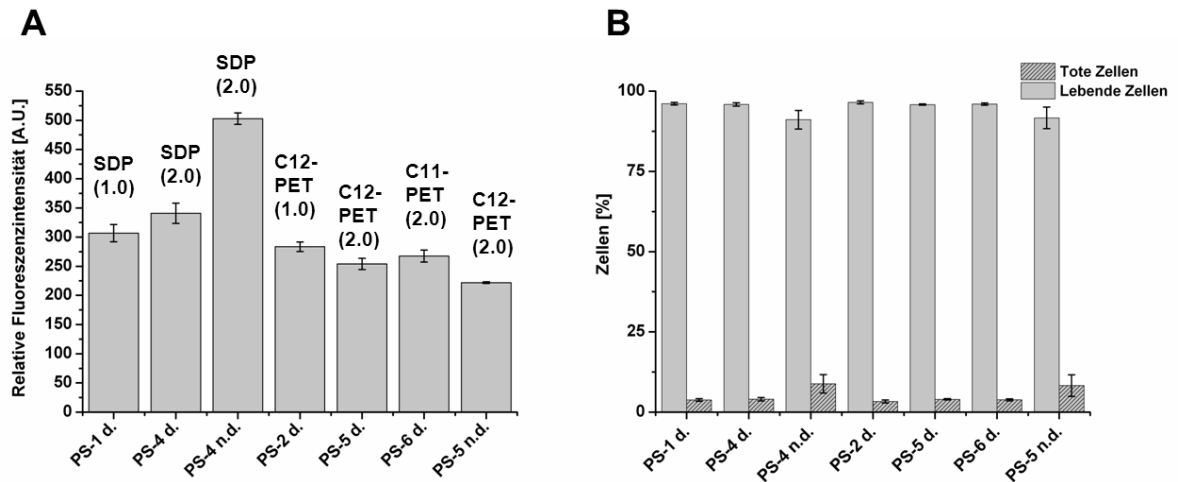 A
Relative Fluoreszenzintensität [A.U.]
550
500
450
400
350
300
250
200
150
100
50
0
SDP
(1.0)
SDP
(2.0)
SDP
(2.0)
C12-
PET
(1.0)
C12-
PET
(2.0)
C11-
PET
(2.0)
C12-
PET
(2.0)
PS-1 d.
PS-4 d.
PS-4 n.d.
PS-2 d.
PS-5 d.
PS-6 d.
PS-5 n.d.
B
Tote Zellen
Lebende Zellen
Zellen [%]
100
75
50
25
0
PS-1 d.
PS-4 d.
PS-4 n.d.
PS-2 d.
PS-5 d.
PS-6 d.
PS-5 n.d.